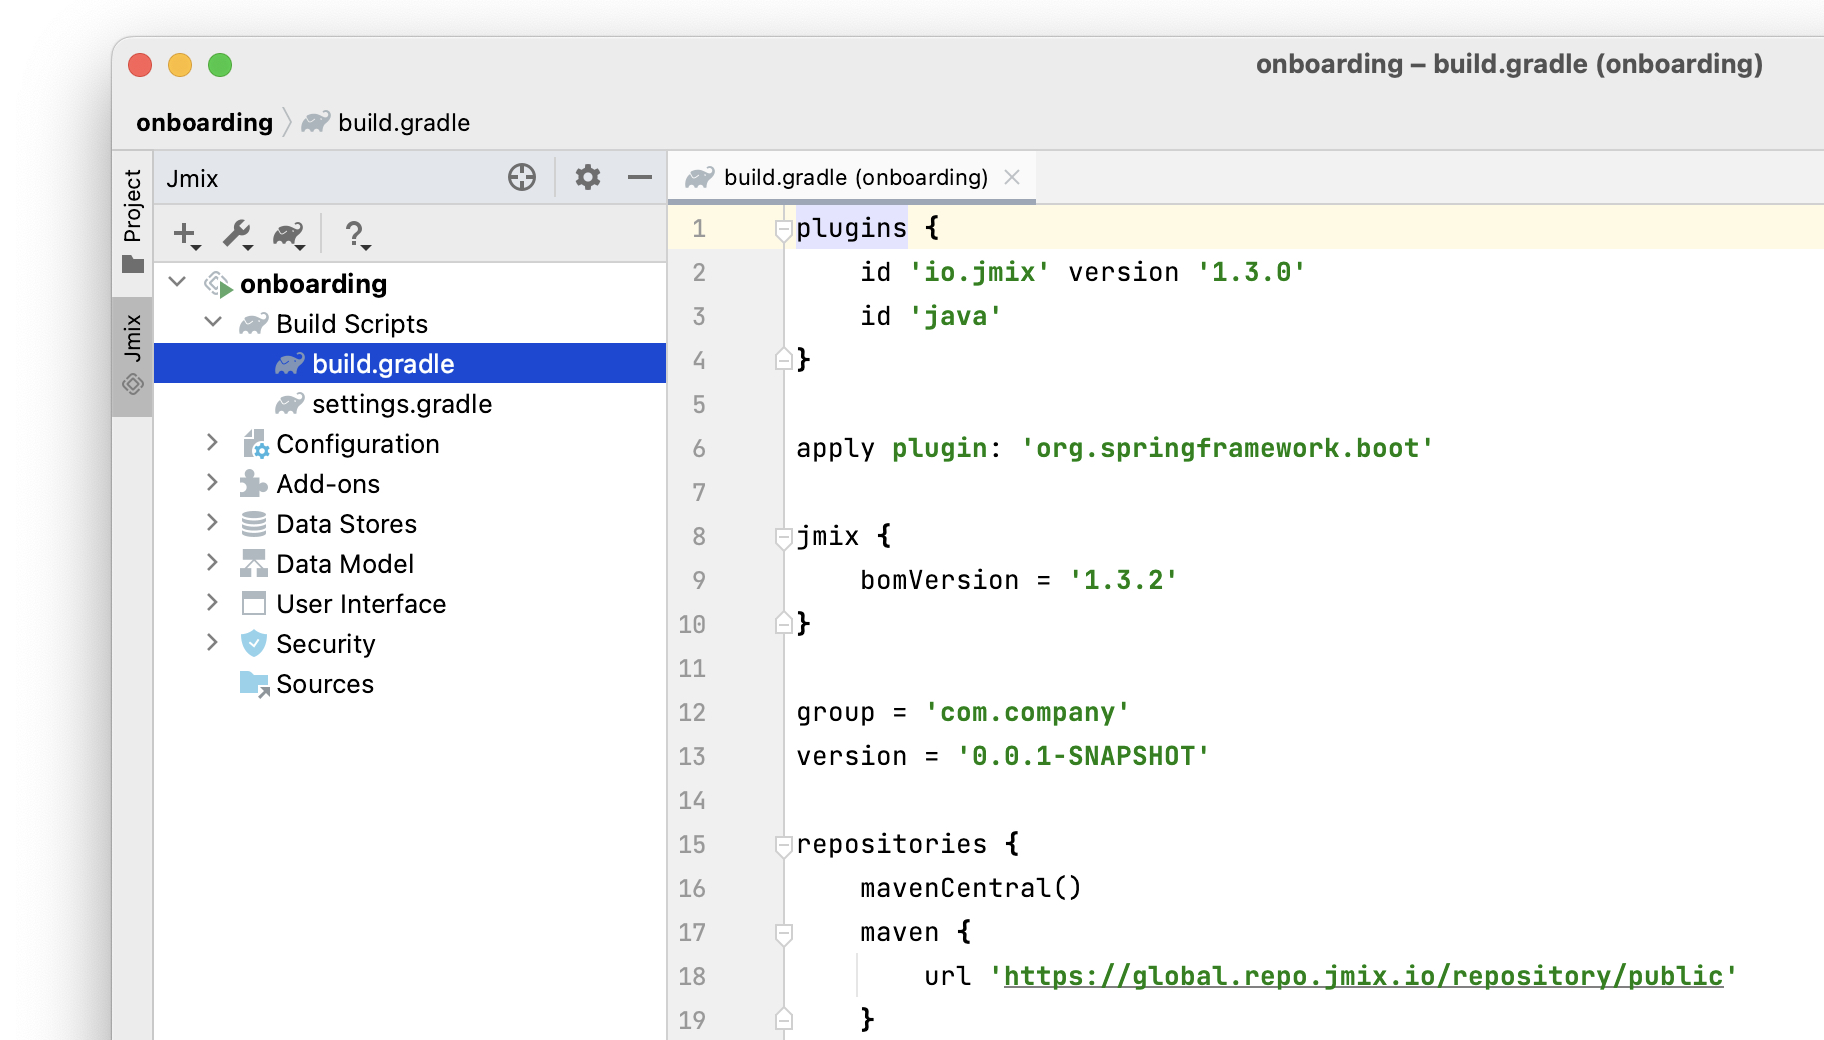 onboarding – build.gradle (onboarding)
onboarding build.gradle
Project
Jmix
Jmix
?
onboarding
Build Scripts
build.gradle
settings.gradle
Configuration
Add-ons
Data Stores
Data Model
User Interface
Security
Sources
build.gradle (onboarding)
1 plugins {
2 id 'io.jmix' version '1.3.0'
3 id 'java'
4 }
5
6 apply plugin: 'org.springframework.boot'
7
8 jmix {
9 bomVersion = '1.3.2'
10 }
11
12 group = 'com.company'
13 version = '0.0.1-SNAPSHOT'
14
15 repositories {
16 mavenCentral()
17 maven {
18 url 'https://global.repo.jmix.io/repository/public'
19 }